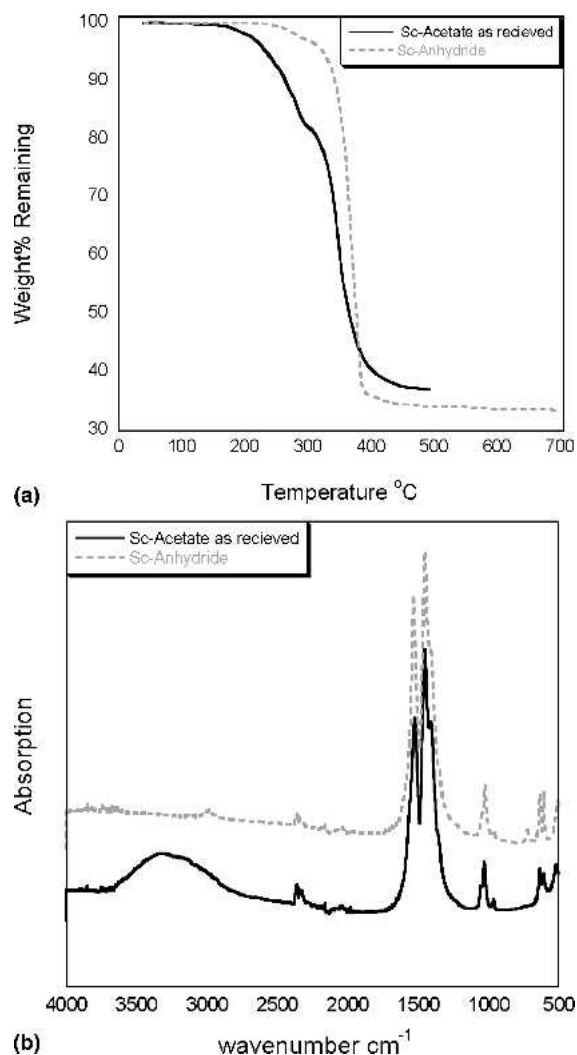 100
90
80
70
60
50
40
30
Weight% Remaining
Sc-Acetate as recieved
Sc-Anhydride
0 100 200 300 400 500 600 700
(a) Temperature °C
Sc-Acetate as recieved
Sc-Anhydride
Absorption
4000 3500 3000 2500 2000 1500 1000 500
(b) wavenumber cm⁻¹